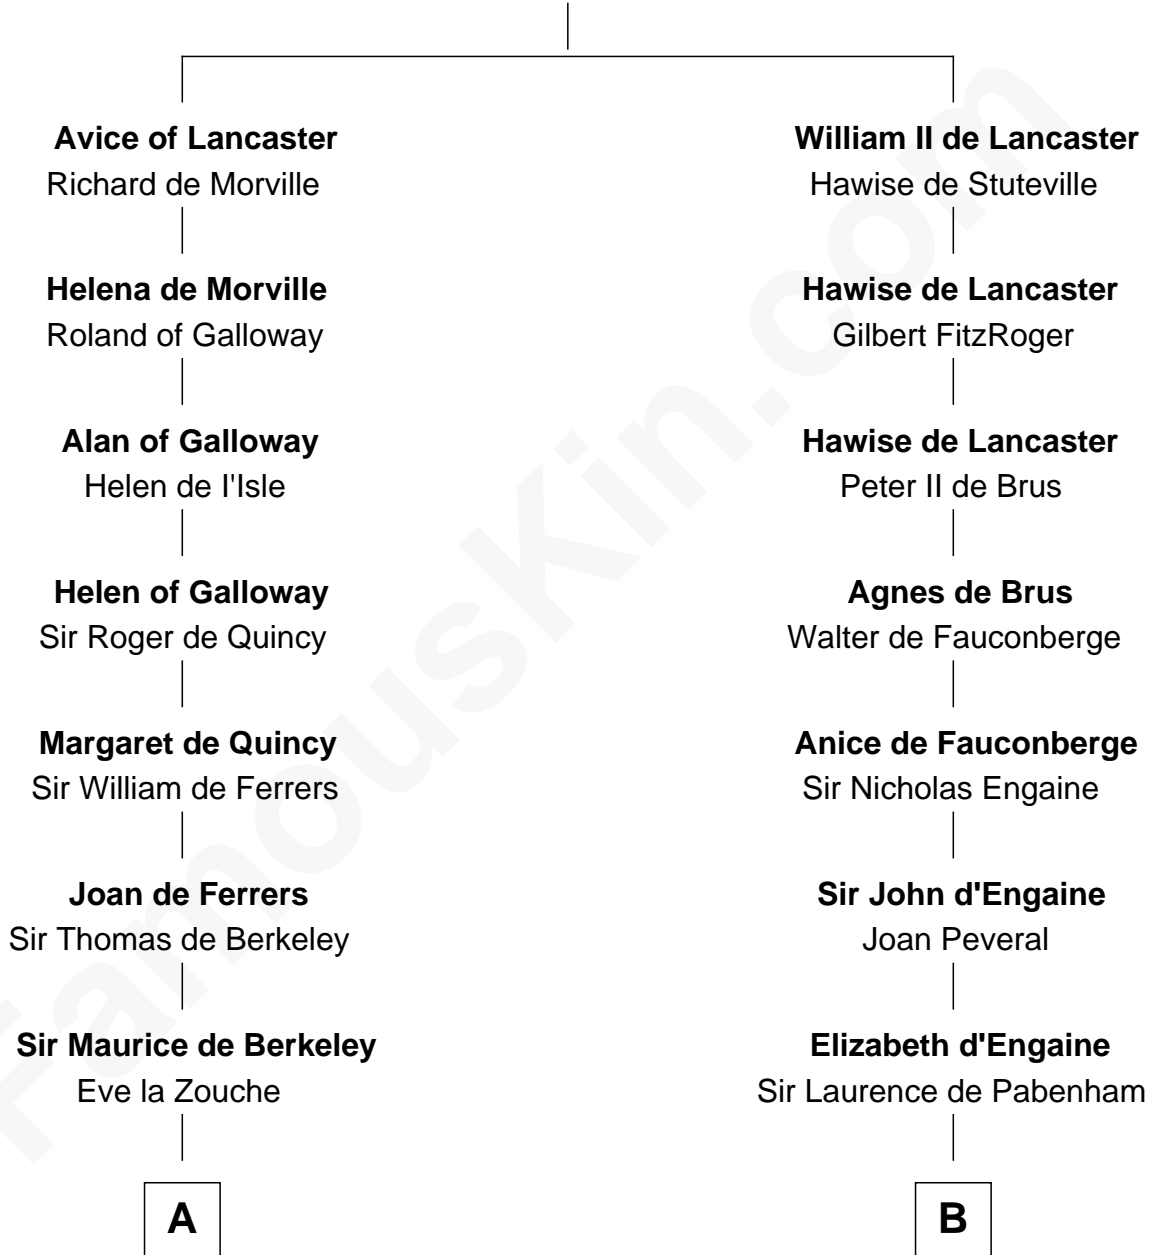 Avice of Lancaster
Richard de Morville
Helena de Morville
Roland of Galloway
Alan of Galloway
Helen de l'Isle
Helen of Galloway
Sir Roger de Quincy
Margaret de Quincy
Sir William de Ferrers
Joan de Ferrers
Sir Thomas de Berkeley
Sir Maurice de Berkeley
Eve la Zouche
A
William II de Lancaster
Hawise de Stuteville
Hawise de Lancaster
Gilbert FitzRoger
Hawise de Lancaster
Peter II de Brus
Agnes de Brus
Walter de Fauconberge
Anice de Fauconberge
Sir Nicholas Engaine
Sir John d'Engaine
Joan Peveral
Elizabeth d'Engaine
Sir Laurence de Pabenham
B
FamousKin.com